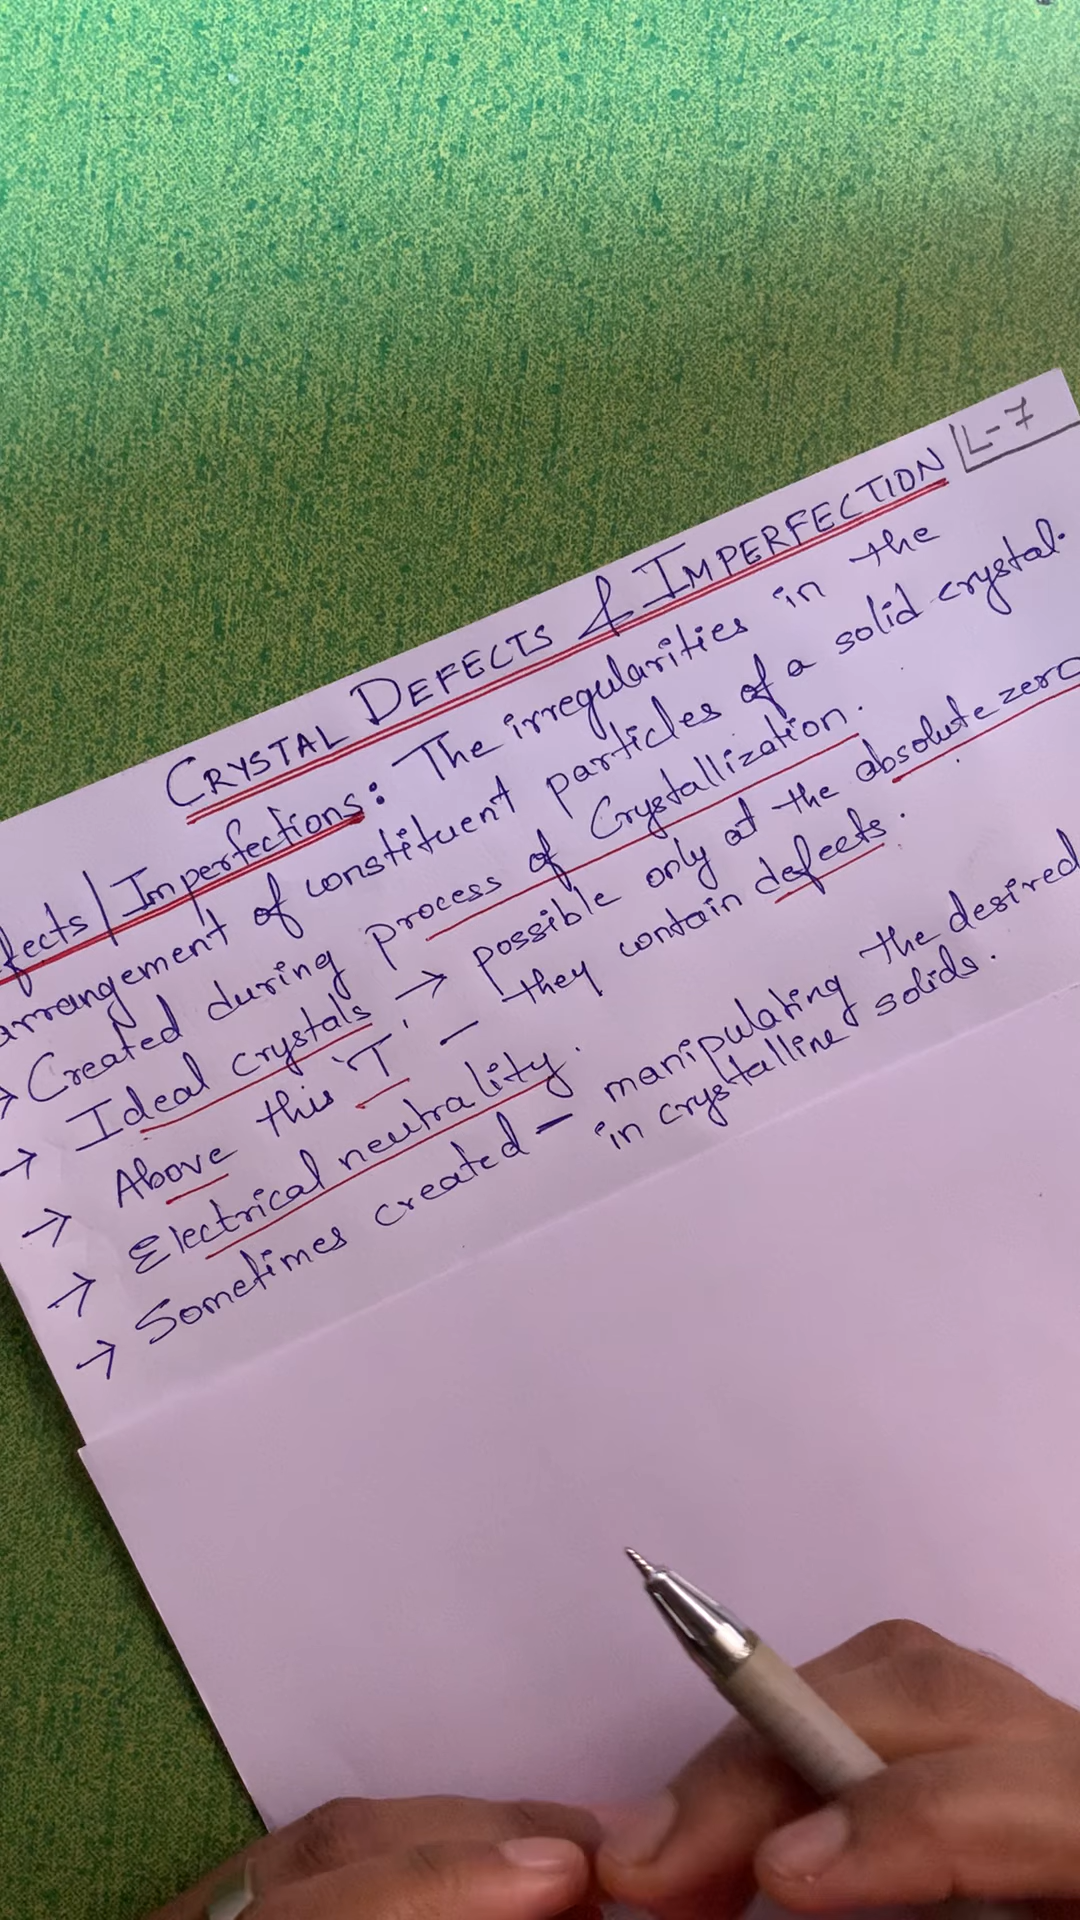 L-7
CRYSTAL DEFECTS & IMPERFECTION
fects/Imperfections: The irregularities in the
arrangement of constituent particles of a solid crystal.
→ Created during process of Crystallization.
→ Ideal crystals → possible only at the absolute zero
→ Above this 'T' - they contain defects.
→ Electrical neutrality.
→ Sometimes created - manipulating the desired
in crystalline solids.